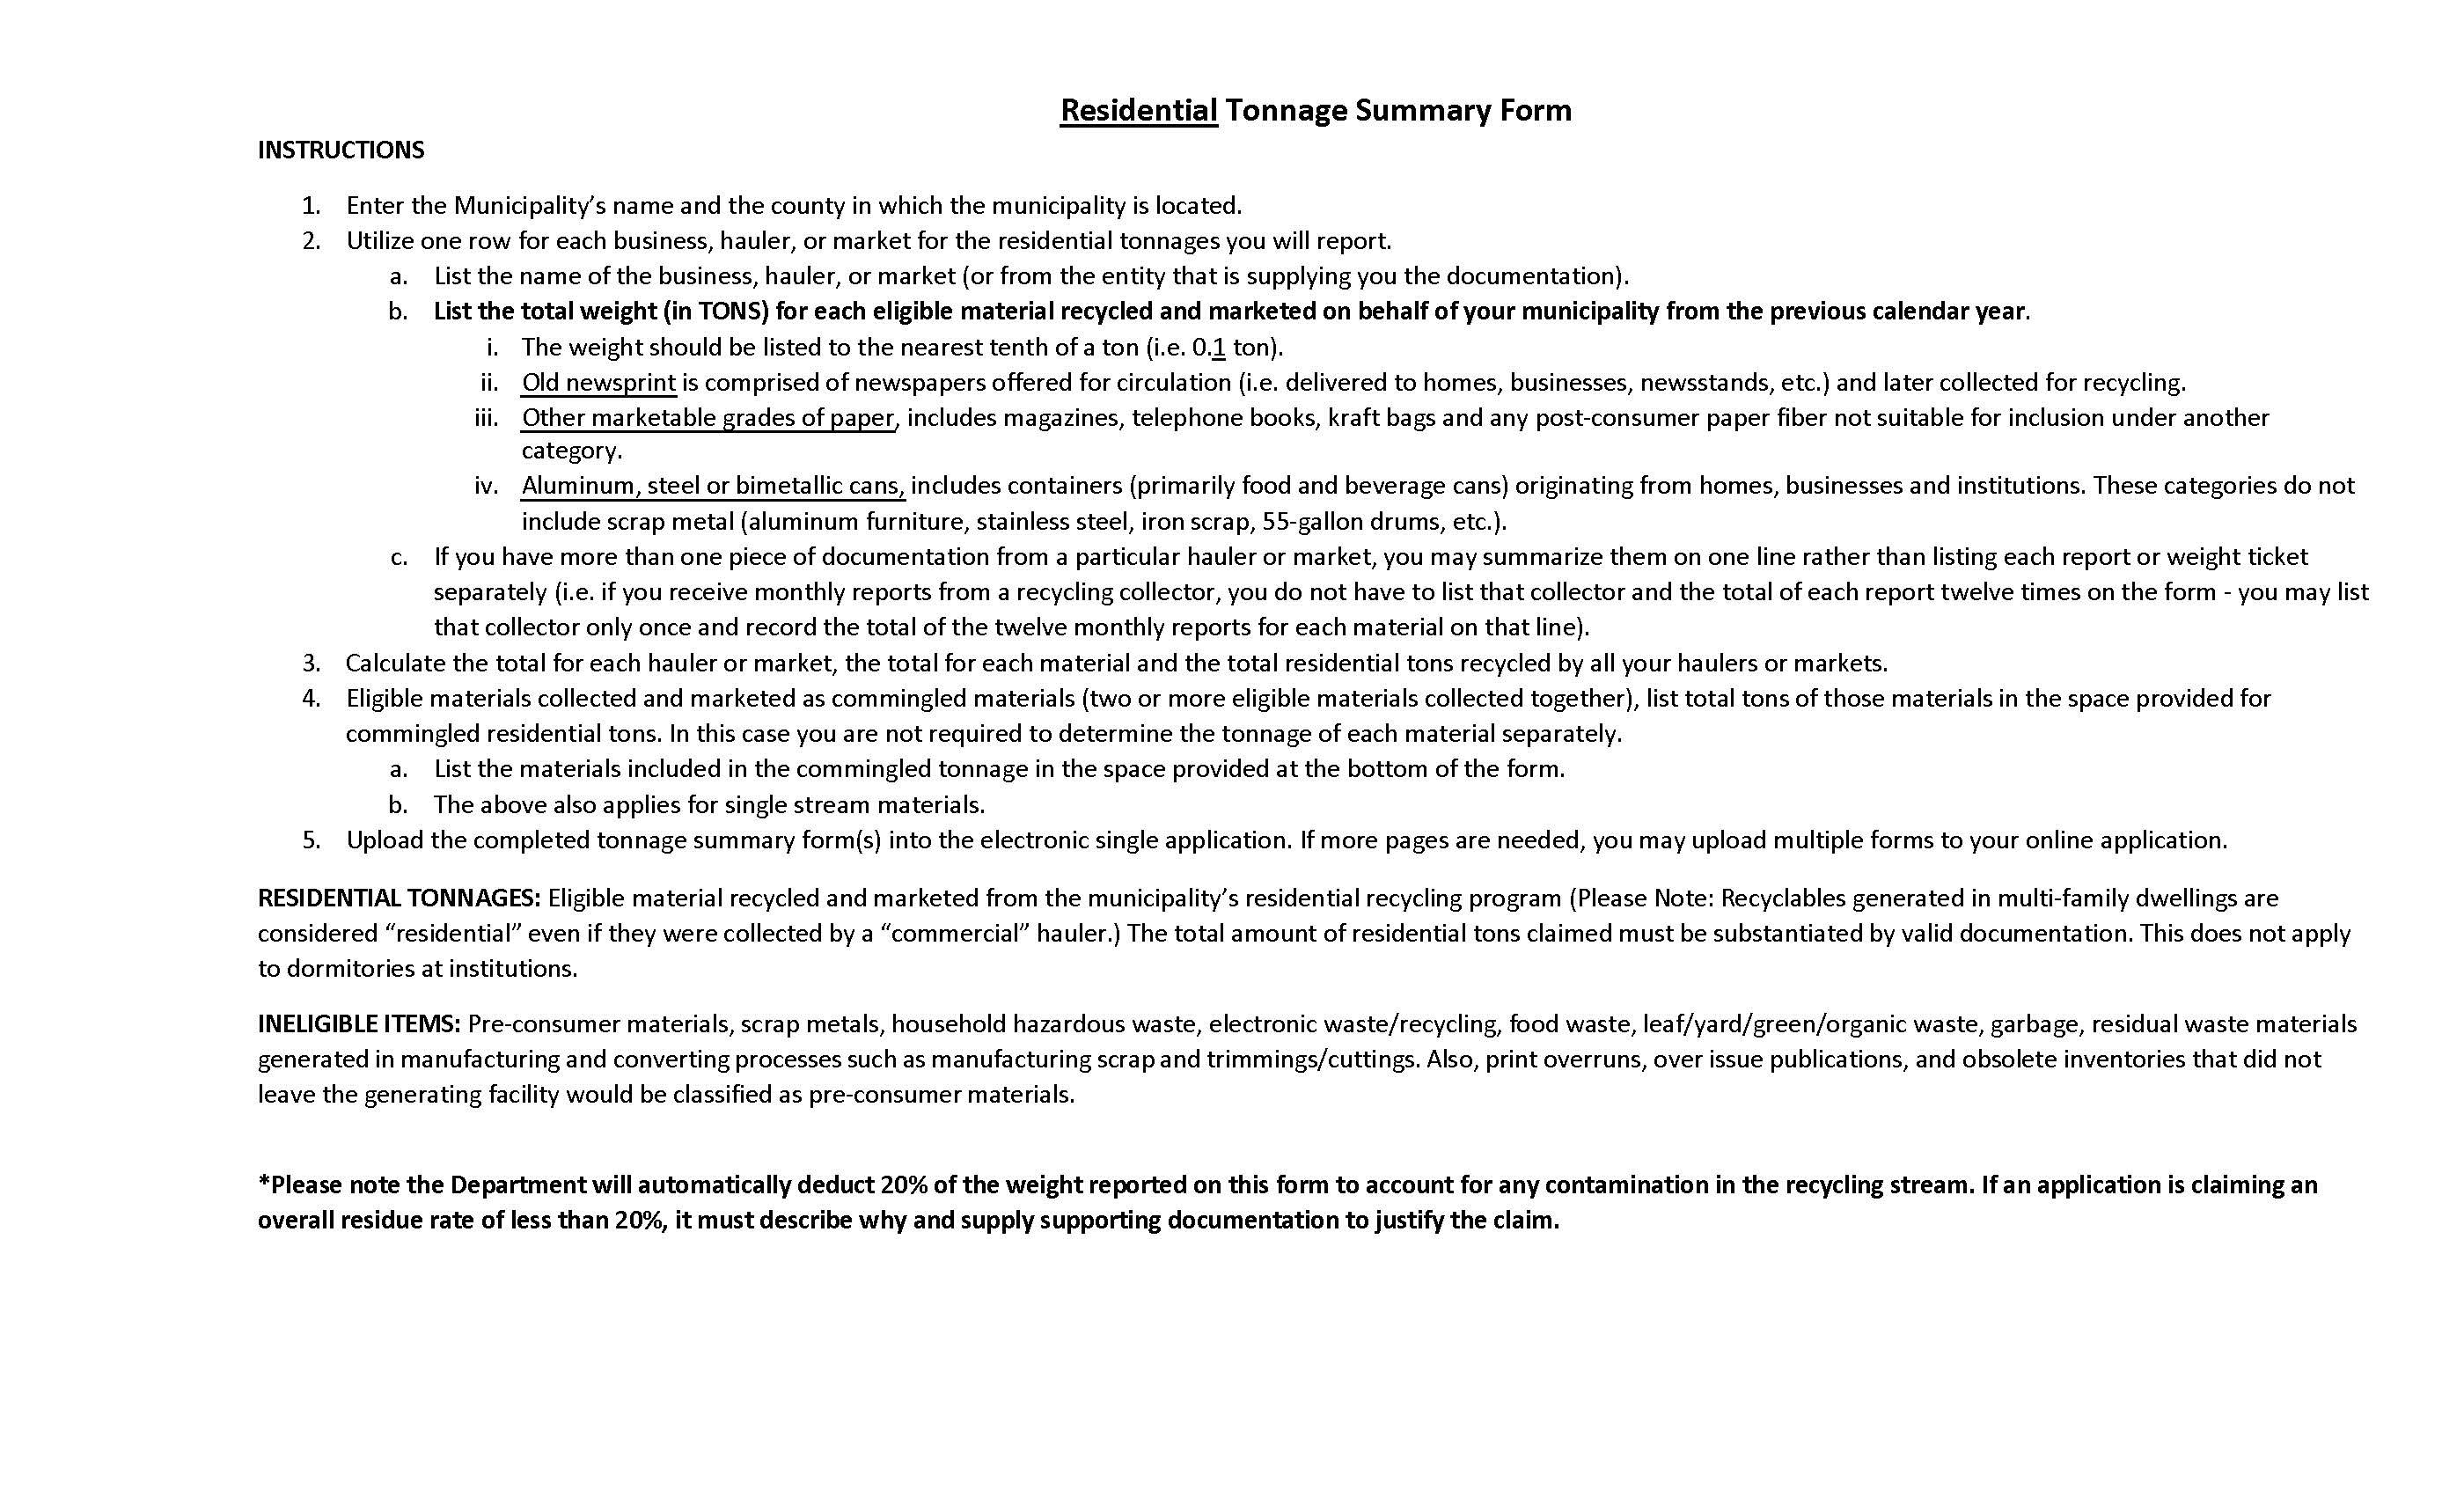 Residential Tonnage Summary Form
INSTRUCTIONS
1. Enter the Municipality’s name and the county in which the municipality is located.
2. Utilize one row for each business, hauler, or market for the residential tonnages you will report.
a. List the name of the business, hauler, or market (or from the entity that is supplying you the documentation).
b. List the total weight (in TONS) for each eligible material recycled and marketed on behalf of your municipality from the previous calendar year.
i. The weight should be listed to the nearest tenth of a ton (i.e. 0.1 ton).
ii. Old newsprint is comprised of newspapers offered for circulation (i.e. delivered to homes, businesses, newsstands, etc.) and later collected for recycling.
iii. Other marketable grades of paper, includes magazines, telephone books, kraft bags and any post-consumer paper fiber not suitable for inclusion under another
category.
iv. Aluminum, steel or bimetallic cans, includes containers (primarily food and beverage cans) originating from homes, businesses and institutions. These categories do not
include scrap metal (aluminum furniture, stainless steel, iron scrap, 55-gallon drums, etc.).
c. If you have more than one piece of documentation from a particular hauler or market, you may summarize them on one line rather than listing each report or weight ticket
separately (i.e. if you receive monthly reports from a recycling collector, you do not have to list that collector and the total of each report twelve times on the form - you may list
that collector only once and record the total of the twelve monthly reports for each material on that line).
3. Calculate the total for each hauler or market, the total for each material and the total residential tons recycled by all your haulers or markets.
4. Eligible materials collected and marketed as commingled materials (two or more eligible materials collected together), list total tons of those materials in the space provided for
commingled residential tons. In this case you are not required to determine the tonnage of each material separately.
a. List the materials included in the commingled tonnage in the space provided at the bottom of the form.
b. The above also applies for single stream materials.
5. Upload the completed tonnage summary form(s) into the electronic single application. If more pages are needed, you may upload multiple forms to your online application.
RESIDENTIAL TONNAGES: Eligible material recycled and marketed from the municipality’s residential recycling program (Please Note: Recyclables generated in multi-family dwellings are
considered “residential” even if they were collected by a “commercial” hauler.) The total amount of residential tons claimed must be substantiated by valid documentation. This does not apply
to dormitories at institutions.
INELIGIBLE ITEMS: Pre-consumer materials, scrap metals, household hazardous waste, electronic waste/recycling, food waste, leaf/yard/green/organic waste, garbage, residual waste materials
generated in manufacturing and converting processes such as manufacturing scrap and trimmings/cuttings. Also, print overruns, over issue publications, and obsolete inventories that did not
leave the generating facility would be classified as pre-consumer materials.
*Please note the Department will automatically deduct 20% of the weight reported on this form to account for any contamination in the recycling stream. If an application is claiming an
overall residue rate of less than 20%, it must describe why and supply supporting documentation to justify the claim.